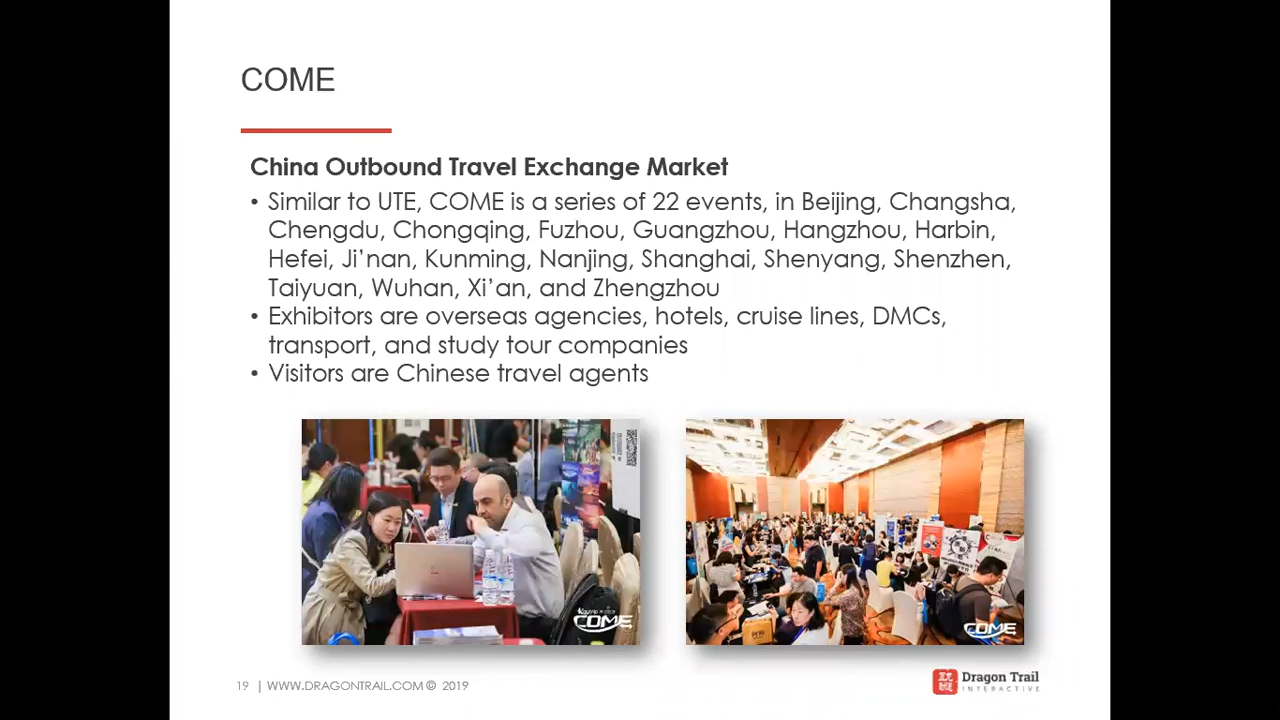 COME
China Outbound Travel Exchange Market
• Similar to UTE, COME is a series of 22 events, in Beijing, Changsha,
Chengdu, Chongqing, Fuzhou, Guangzhou, Hangzhou, Harbin,
Hefei, Ji’nan, Kunming, Nanjing, Shanghai, Shenyang, Shenzhen,
Taiyuan, Wuhan, Xi’an, and Zhengzhou
• Exhibitors are overseas agencies, hotels, cruise lines, DMCs,
transport, and study tour companies
• Visitors are Chinese travel agents
COME
COME
19 | WWW.DRAGONTRAIL.COM © 2019
Dragon Trail
INTERACTIVE